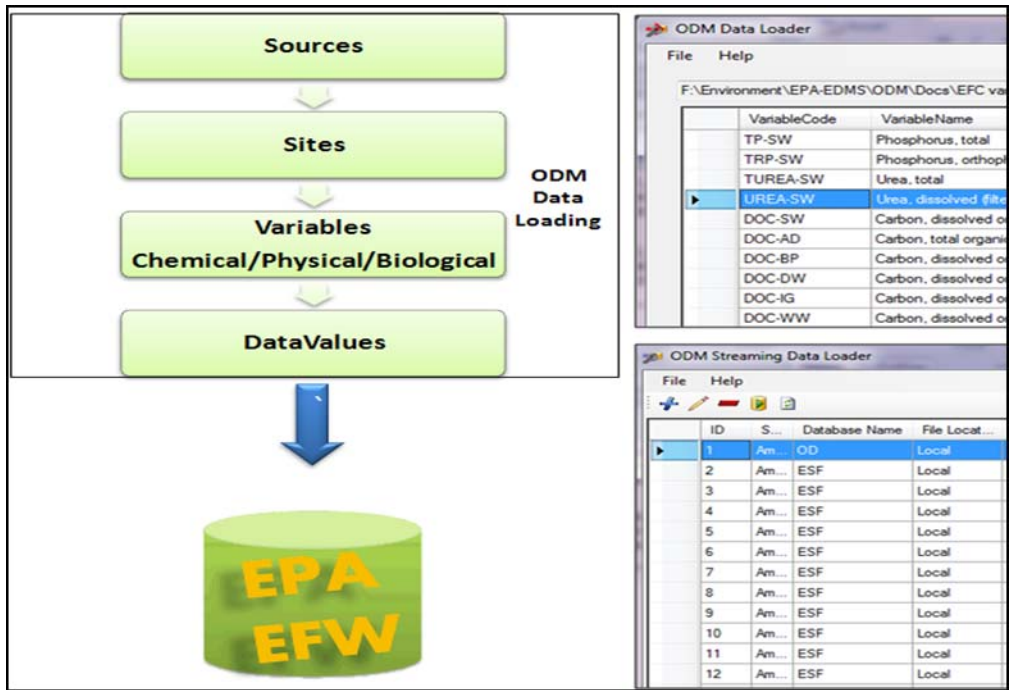 Sources
Sites
Variables
Chemical/Physical/Biological
DataValues
ODM
Data
Loading
EPA
EFW
ODM Data Loader
File Help
F:\Environment\EPA-EDMS\ODM\Docs\EFC va
VariableCode VariableName
TP-SW Phosphorus, total
TRP-SW Phosphorus, orthoph
TUREA-SW Urea, total
UREA-SW Urea, dissolved (filte
DOC-SW Carbon, dissolved o
DOC-AD Carbon, total organic
DOC-BP Carbon, dissolved o
DOC-DW Carbon, dissolved o
DOC-IG Carbon, dissolved o
DOC-WW Carbon, dissolved o
ODM Streaming Data Loader
File Help
ID S... Database Name File Locat...
1 Am... OD Local
2 Am... ESF Local
3 Am... ESF Local
4 Am... ESF Local
5 Am... ESF Local
6 Am... ESF Local
7 Am... ESF Local
8 Am... ESF Local
9 Am... ESF Local
10 Am... ESF Local
11 Am... ESF Local
12 Am... ESF Local